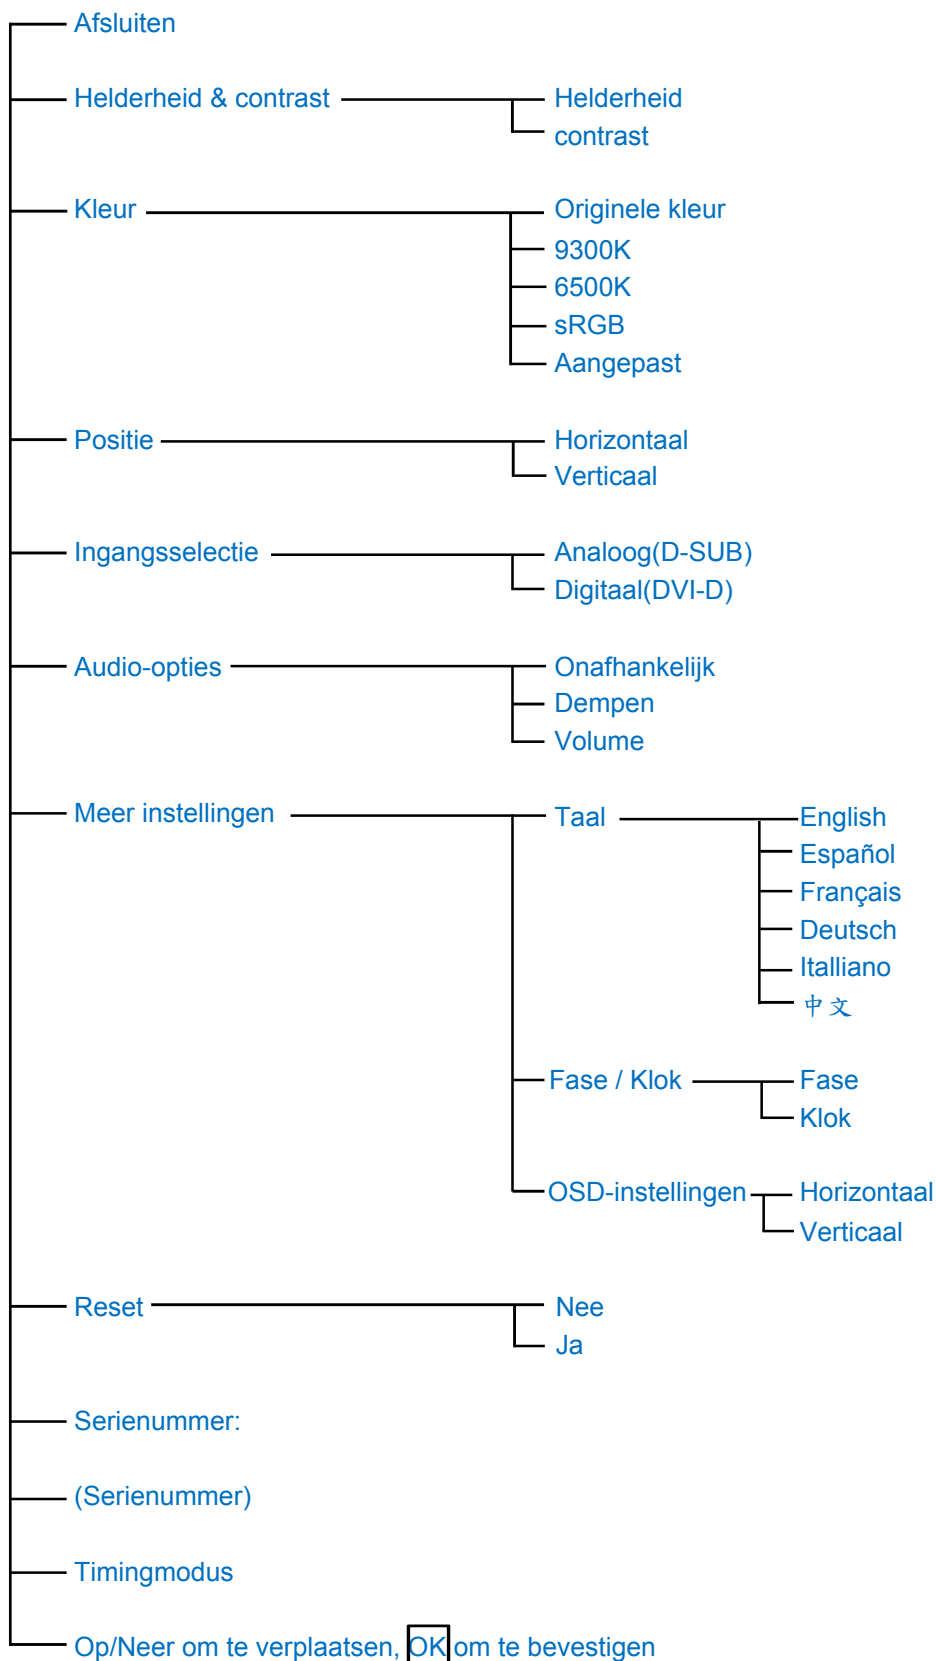 Afsluiten
Helderheid & contrast
Helderheid
contrast
Kleur
Originele kleur
9300K
6500K
sRGB
Aangepast
Positie
Horizontaal
Verticaal
Ingangsselectie
Analoog(D-SUB)
Digitaal(DVI-D)
Audio-opties
Onafhankelijk
Dempen
Volume
Meer instellingen
Taal
English
Español
Français
Deutsch
Italliano
中文
Fase / Klok
Fase
Klok
OSD-instellingen
Horizontaal
Verticaal
Reset
Nee
Ja
Serienummer:
(Serienummer)
Timingmodus
Op/Neer om te verplaatsen, OK om te bevestigen